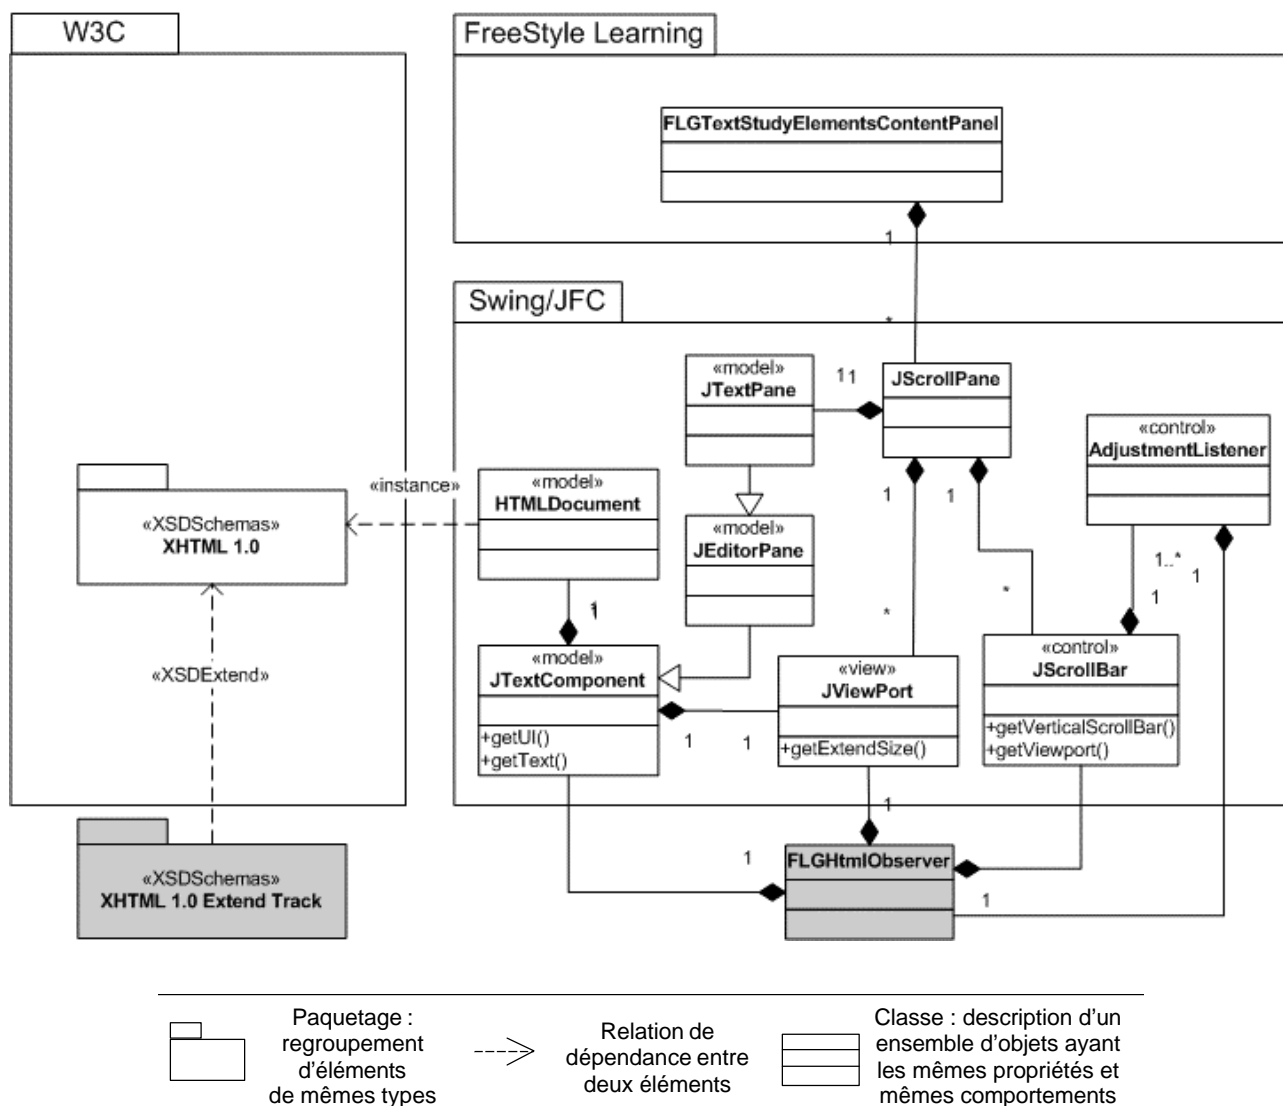 W3C
FreeStyle Learning
FLGTextStudyElementsContentPanel
1
*
Swing/JFC
«model»
JTextPane
1
1
JScrollPane
«control»
AdjustmentListener
1
1
«instance»
«model»
HTMLDocument
«XSDSchemas»
XHTML 1.0
«model»
JEditorPane
1..*
1
1
*
*
1
«XSDExtend»
«model»
JTextComponent
+getUI()
+getText()
1
1
«view»
JViewPort
+getExtendSize()
«control»
JScrollBar
+getVerticalScrollBar()
+getViewport()
1
1
FLGHtmlObserver
1
«XSDSchemas»
XHTML 1.0 Extend Track
Paquetage :
regroupement
d'éléments
de mêmes types
Relation de
dépendance entre
deux éléments
Classe : description d'un
ensemble d'objets ayant
les mêmes propriétés et
mêmes comportements